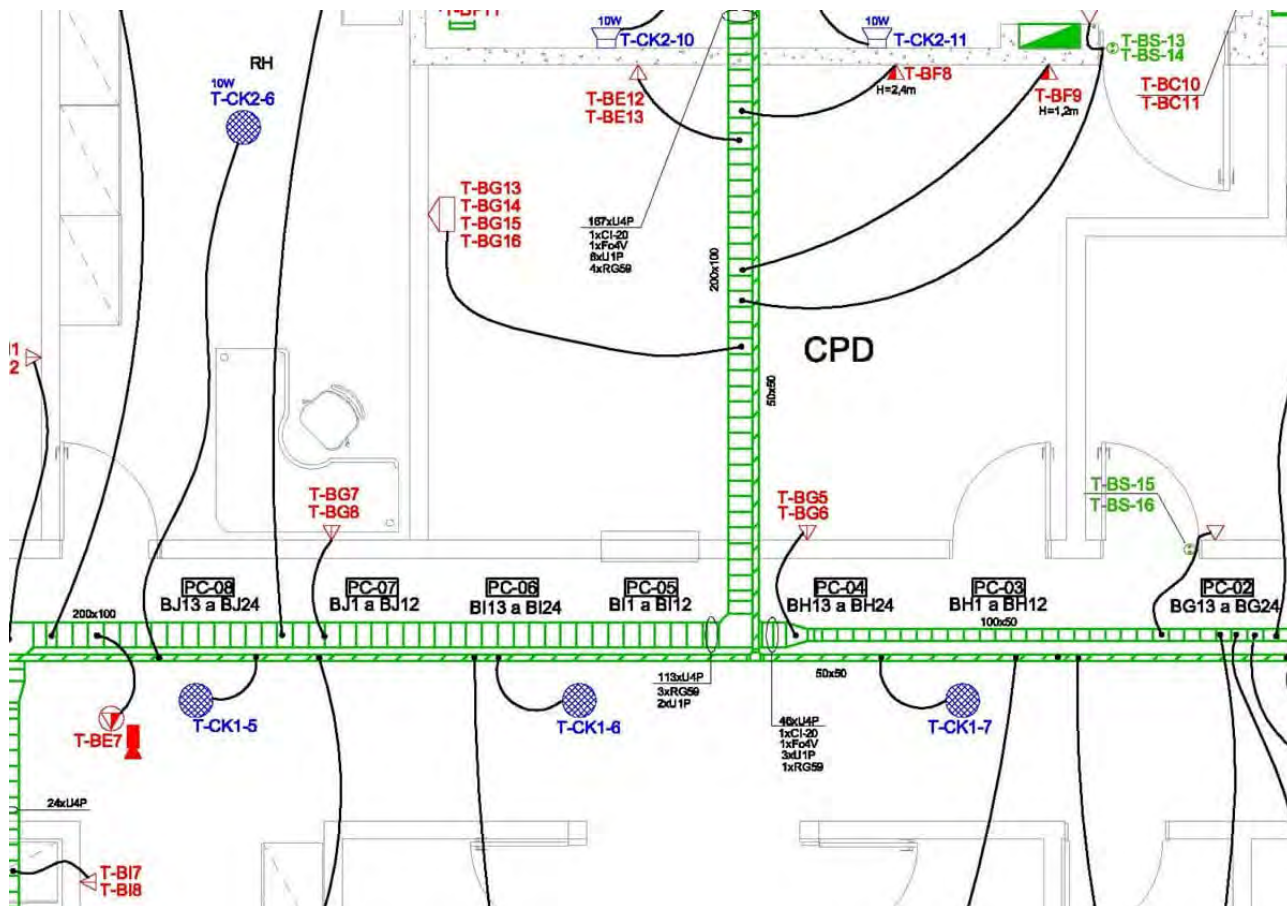 10W
T-CK2-10
10W
T-CK2-11
T-BS-13
T-BS-14
RH
10W
T-CK2-6
T-BE12
T-BE13
T-BF8
H=2,4m
T-BF9
H=1,2m
T-BC10
T-BC11
T-BG13
T-BG14
T-BG15
T-BG16
167xU4P
1xCI-20
1xFo4V
6xU1P
4xRG59
200x100
CPD
50x50
1
2
T-BG7
T-BG8
T-BG5
T-BG6
T-BS-15
T-BS-16
PC-08
BJ13 a BJ24
PC-07
BJ1 a BJ12
PC-06
BI13 a BI24
PC-05
BI1 a BI12
PC-04
BH13 a BH24
PC-03
BH1 a BH12
PC-02
BG13 a BG24
200x100
100x50
113xU4P
3xRG59
2xU1P
50x50
T-CK1-5
T-CK1-6
T-CK1-7
T-BE7
46xU4P
1xCI-20
1xFo4V
3xU1P
1xRG59
24xU4P
T-BI7
T-BI8